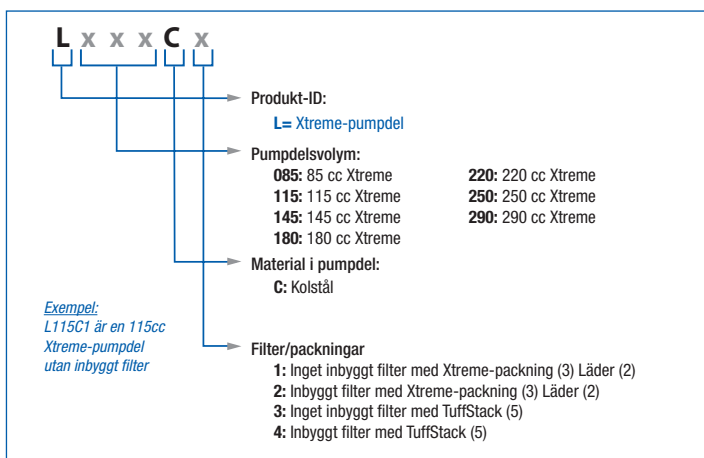 L x x x C x
Produkt-ID:
L= Xtreme-pumpdel
Pumpdelsvolym:
085: 85 cc Xtreme
115: 115 cc Xtreme
145: 145 cc Xtreme
180: 180 cc Xtreme
220: 220 cc Xtreme
250: 250 cc Xtreme
290: 290 cc Xtreme
Material i pumpdel:
C: Kolstål
Exempel:
L115C1 är en 115cc
Xtreme-pumpdel
utan inbyggt filter
Filter/packningar
1: Inget inbyggt filter med Xtreme-packning (3) Läder (2)
2: Inbyggt filter med Xtreme-packning (3) Läder (2)
3: Inget inbyggt filter med TuffStack (5)
4: Inbyggt filter med TuffStack (5)